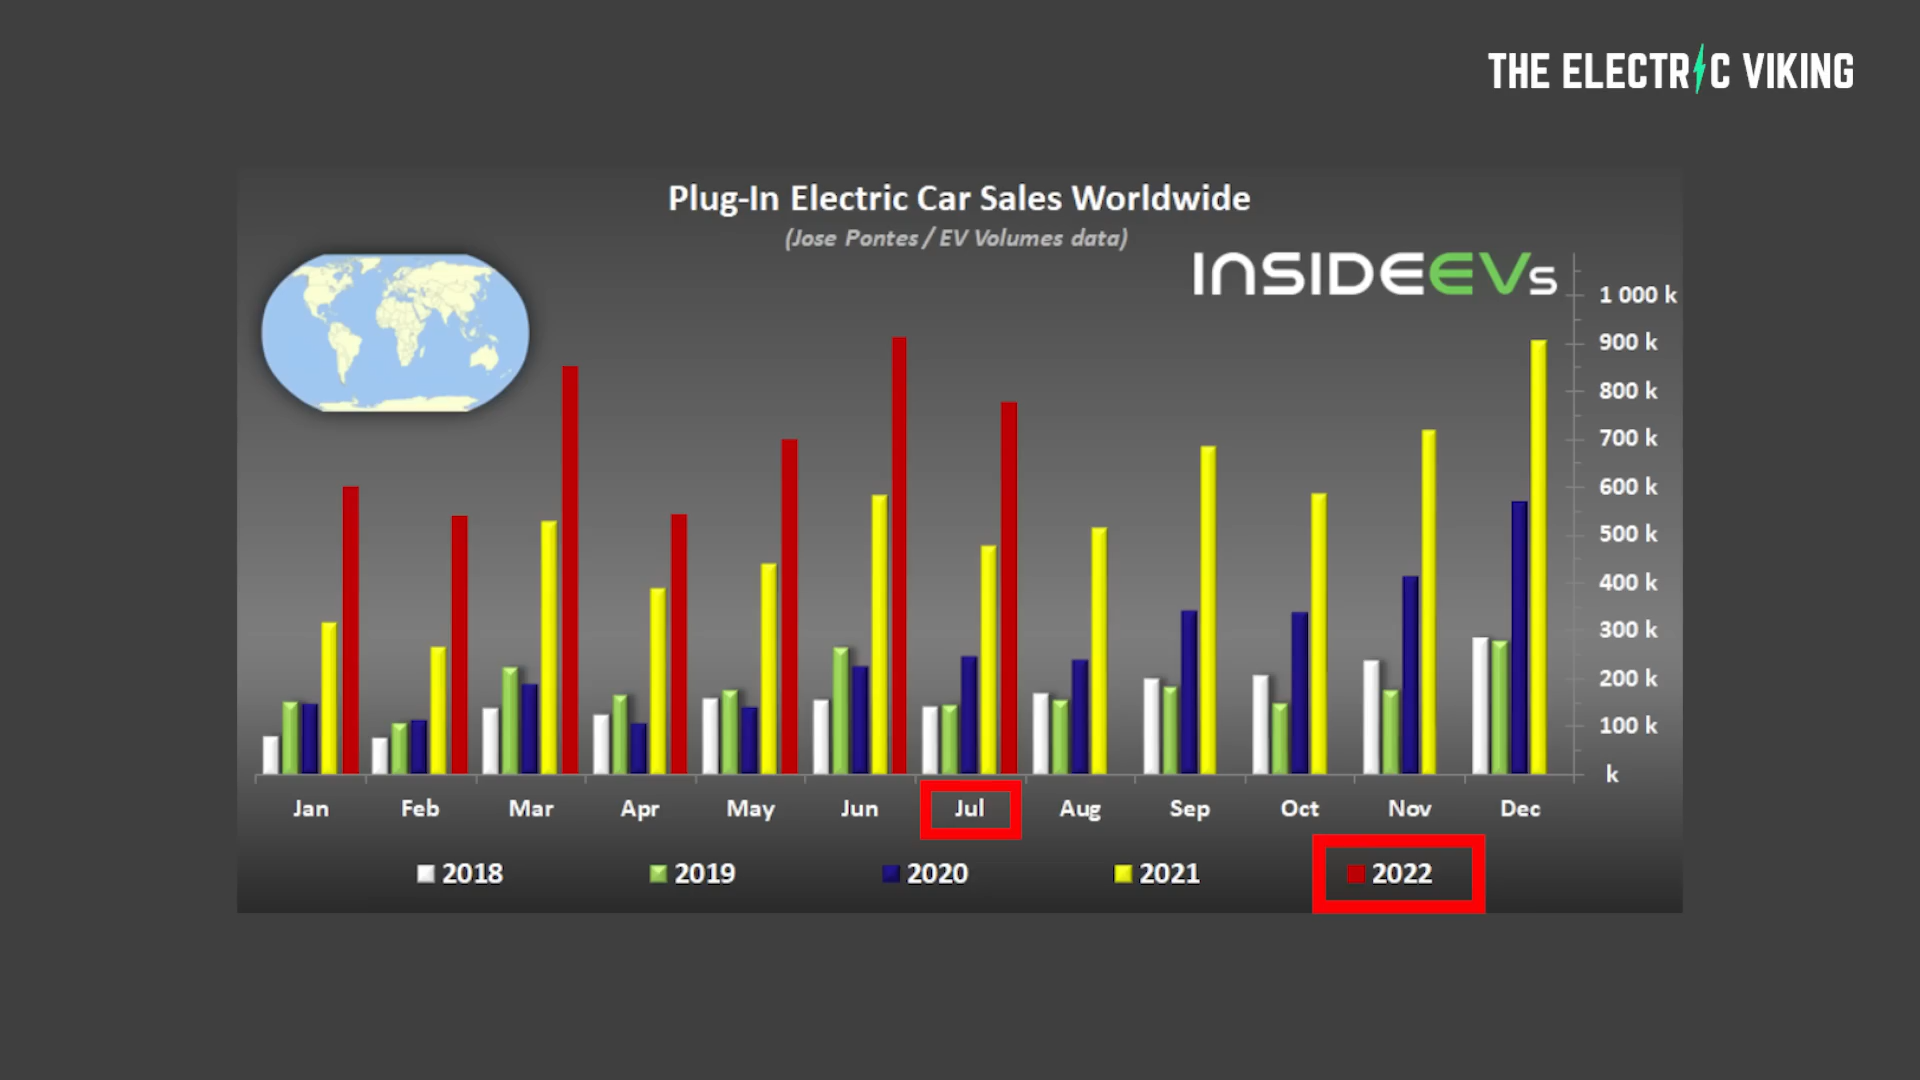 THE ELECTRIC VIKING
Plug-In Electric Car Sales Worldwide
(Jose Pontes / EV Volumes data)
INSIDEEVs
1 000 k
900 k
800 k
700 k
600 k
500 k
400 k
300 k
200 k
100 k
k
Jan Feb Mar Apr May Jun Jul Aug Sep Oct Nov Dec
2018 2019 2020 2021 2022